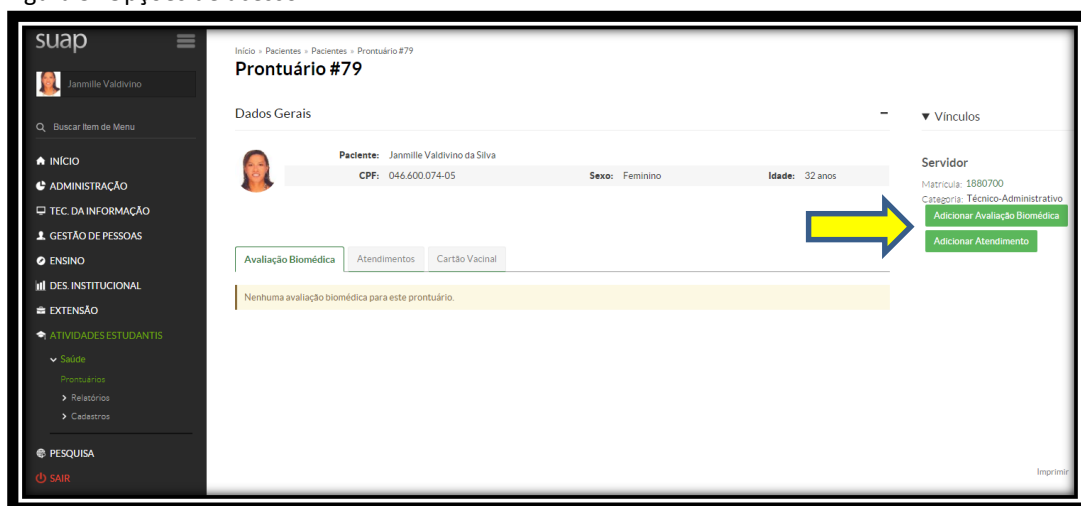 suap
Janmille Valdivino
Buscar Item de Menu
INÍCIO
ADMINISTRAÇÃO
TEC. DA INFORMAÇÃO
GESTÃO DE PESSOAS
ENSINO
DES. INSTITUCIONAL
EXTENSÃO
ATIVIDADES ESTUDANTIS
Saúde
Prontuários
Relatórios
Cadastros
PESQUISA
SAIR
Início » Pacientes » Pacientes » Prontuário #79
Prontuário #79
Dados Gerais
Paciente: Janmille Valdivino da Silva
CPF: 046.600.074-05 Sexo: Feminino Idade: 32 anos
Avaliação Biomédica Atendimentos Cartão Vacinal
Nenhuma avaliação biomédica para este prontuário.
Vínculos
Servidor
Matrícula: 1880700
Categoria: Técnico-Administrativo
Adicionar Avaliação Biomédica
Adicionar Atendimento
Imprimir